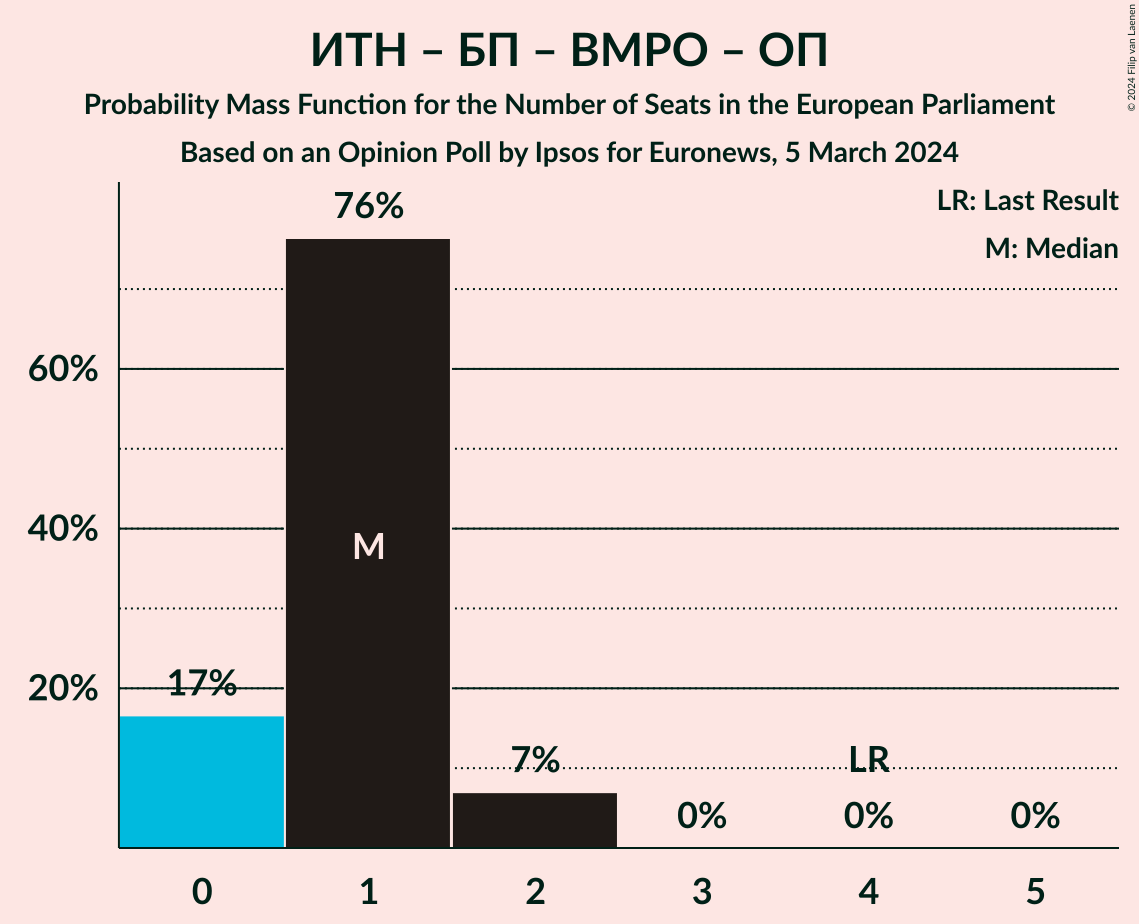 ИТН – БП – ВМРО – ОП
Probability Mass Function for the Number of Seats in the European Parliament
Based on an Opinion Poll by Ipsos for Euronews, 5 March 2024
© 2024 Filip van Laenen
LR: Last Result
M: Median
76%
60%
40%
M
20%
17%
7%
LR
0%
0%
0%
0
1
2
3
4
5